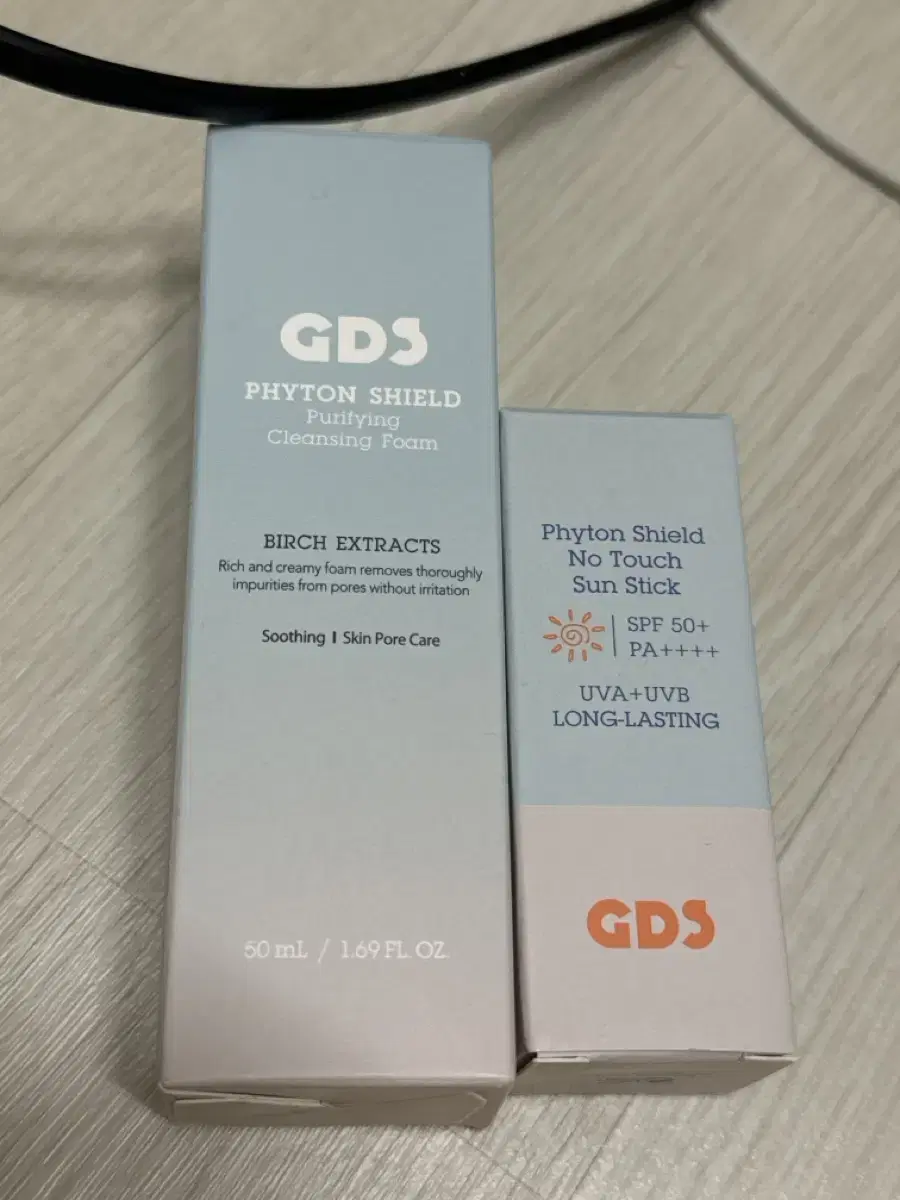 GDS
PHYTON SHIELD
Purifying
Cleansing Foam
BIRCH EXTRACTS
Rich and creamy foam removes thoroughly
impurities from pores without irritation
Soothing I Skin Pore Care
50 mL / 1.69 FL. OZ.
Phyton Shield
No Touch
Sun Stick
SPF 50+
PA++++
UVA+UVB
LONG-LASTING
GDS